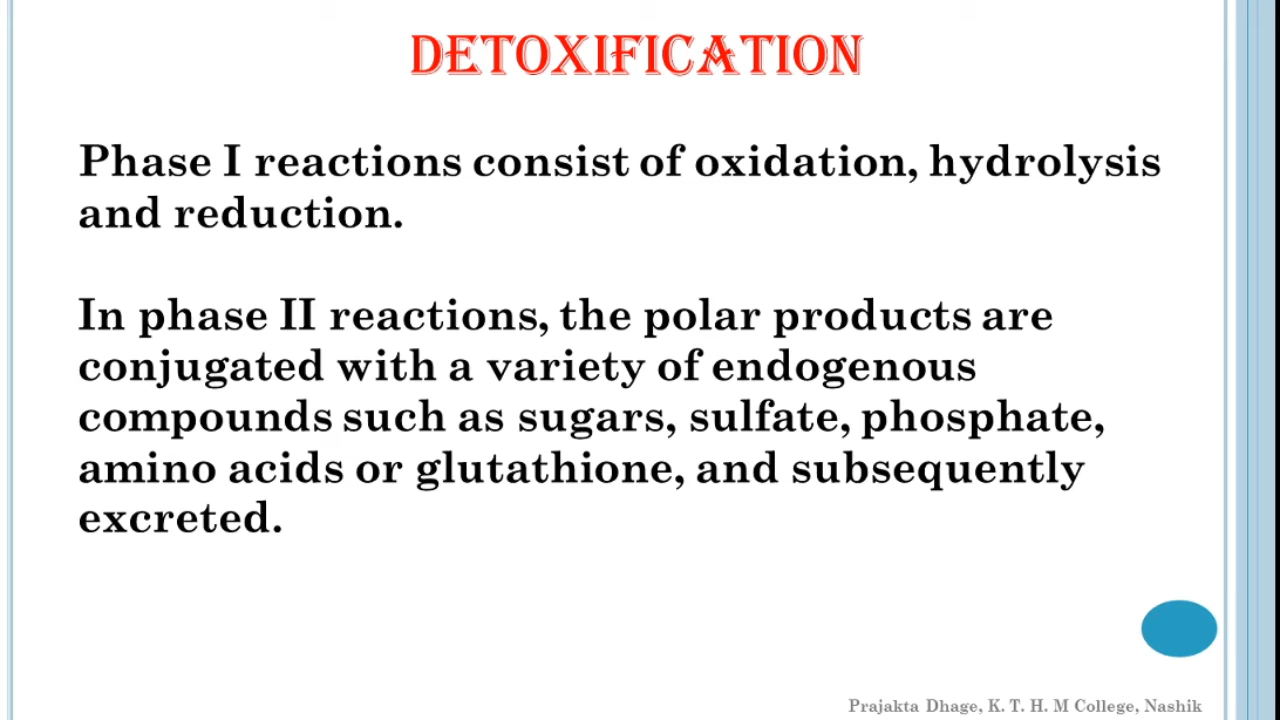 DETOXIFICATION
Phase I reactions consist of oxidation, hydrolysis
and reduction.
In phase II reactions, the polar products are
conjugated with a variety of endogenous
compounds such as sugars, sulfate, phosphate,
amino acids or glutathione, and subsequently
excreted.
Prajakta Dhage, K. T. H. M College, Nashik